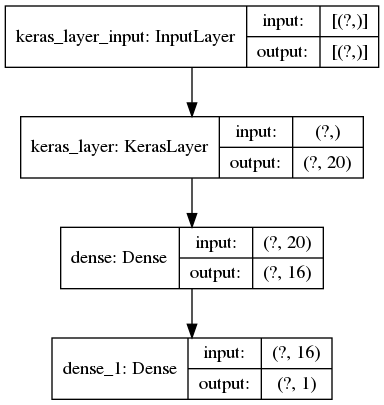 keras_layer_input: InputLayer
input: [(?,)]
output: [(?,)]
keras_layer: KerasLayer
input: (?,)
output: (?, 20)
dense: Dense
input: (?, 20)
output: (?, 16)
dense_1: Dense
input: (?, 16)
output: (?, 1)